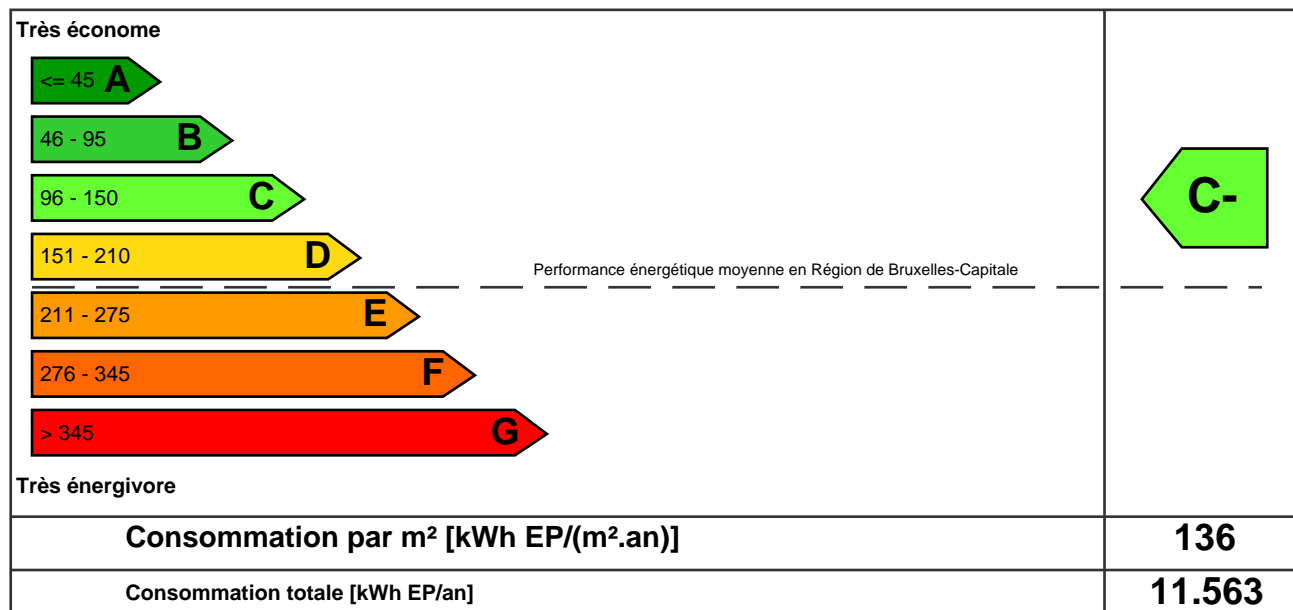 Très économe
<= 45 A
46 - 95 B
96 - 150 C
C-
151 - 210 D
Performance énergétique moyenne en Région de Bruxelles-Capitale
211 - 275 E
276 - 345 F
> 345 G
Très énergivore
Consommation par m² [kWh EP/(m².an)] 136
Consommation totale [kWh EP/an] 11.563